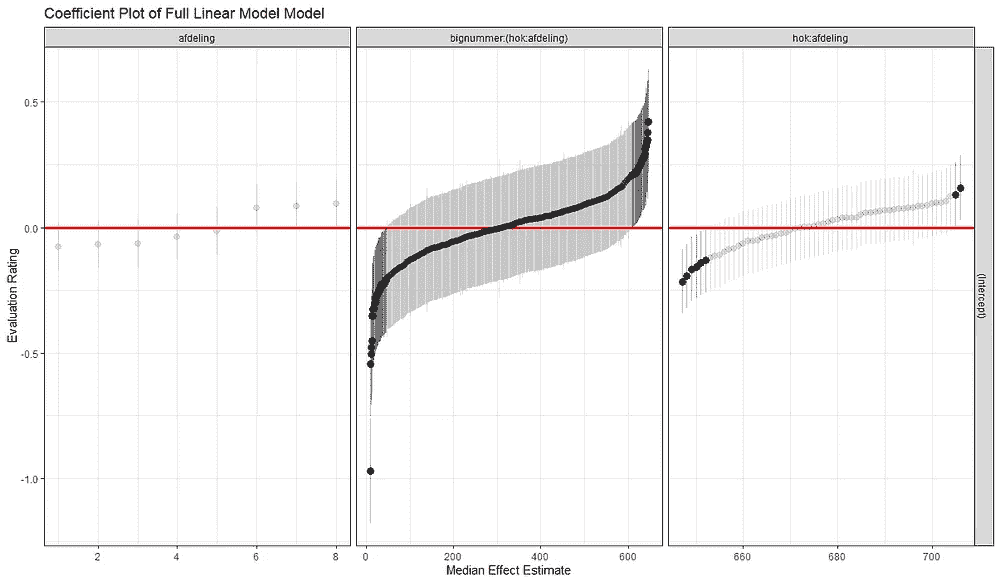 Coefficient Plot of Full Linear Model Model
afdeling
bignummer:(hok:afdeling)
hok:afdeling
(Intercept)
Evaluation Rating
0.5
0.0
-0.5
-1.0
2 4 6 8
0 200 400 600
660 680 700
Median Effect Estimate